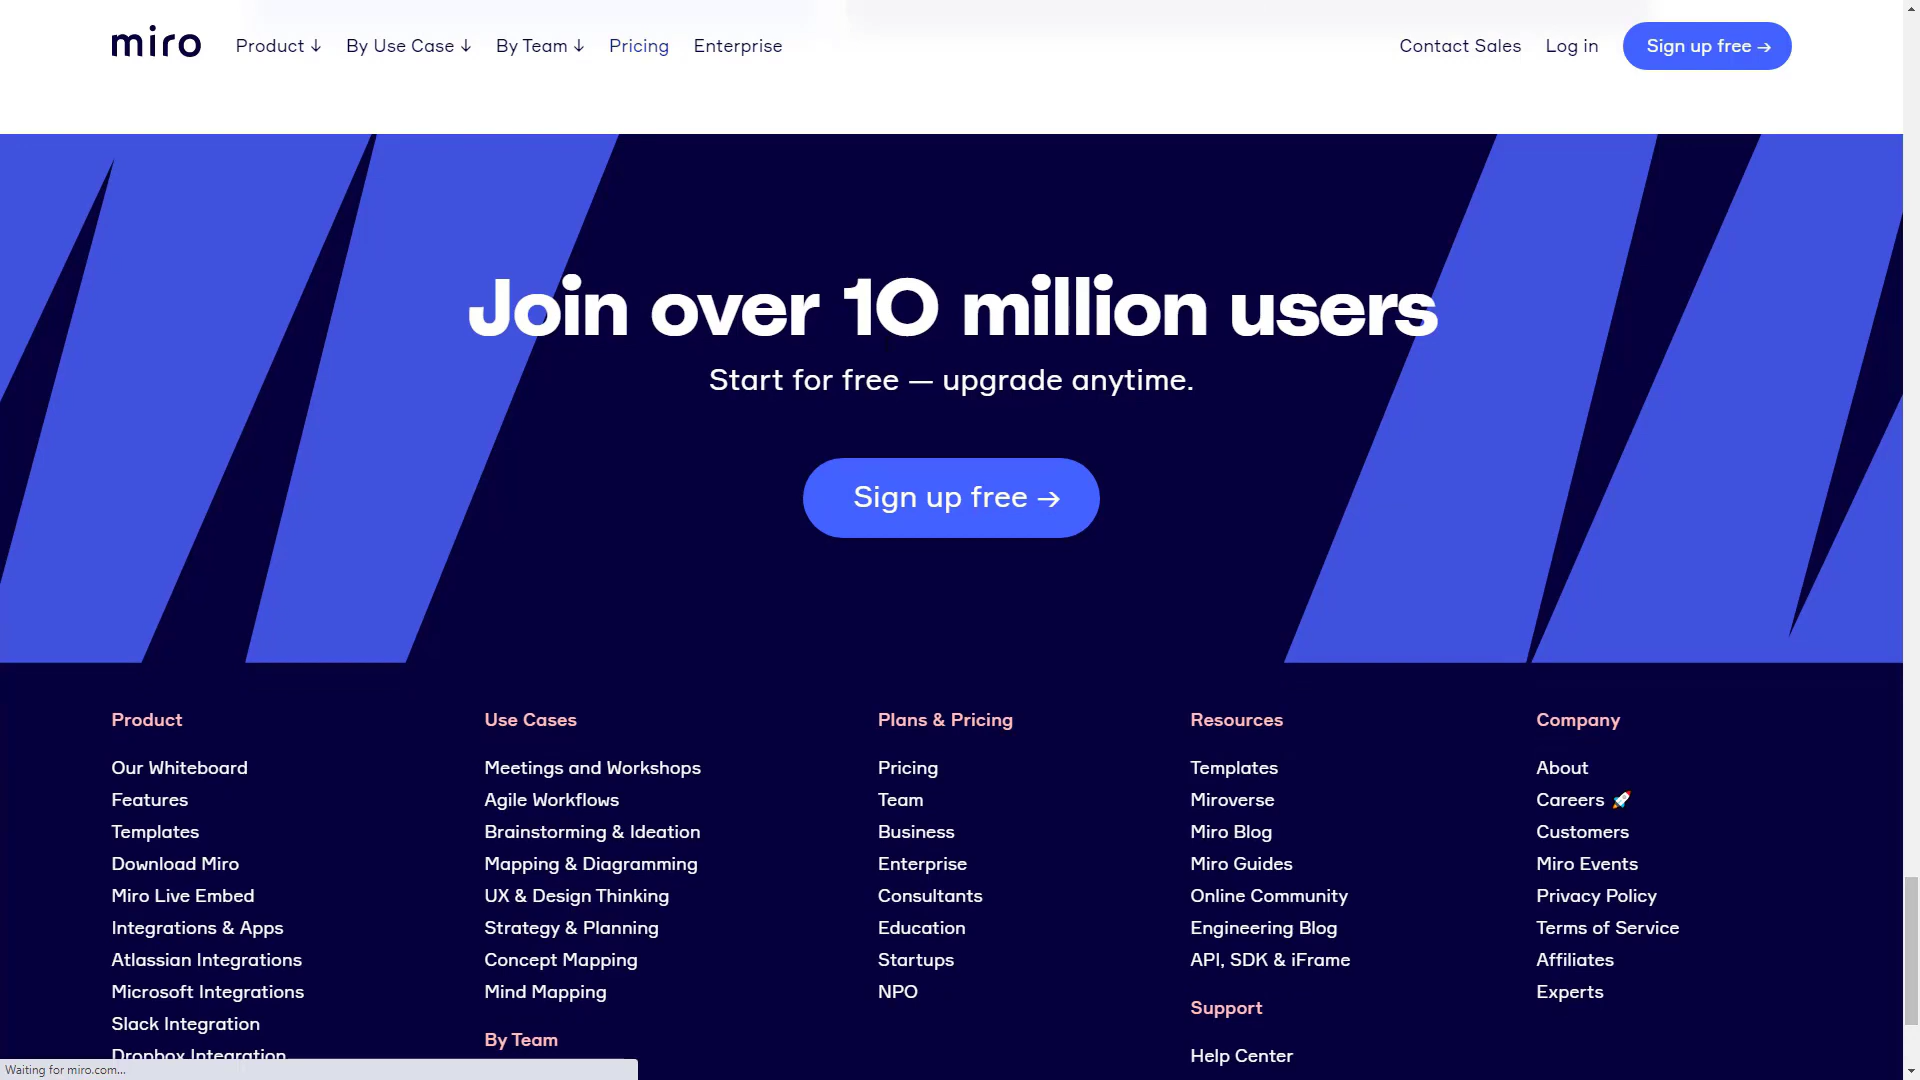 miro
Product ↓
By Use Case ↓
By Team ↓
Pricing
Enterprise
Contact Sales
Log in
Sign up free →
Join over 10 million users
Start for free — upgrade anytime.
Sign up free →
Product
Our Whiteboard
Features
Templates
Download Miro
Miro Live Embed
Integrations & Apps
Atlassian Integrations
Microsoft Integrations
Slack Integration
Dropbox Integration
Use Cases
Meetings and Workshops
Agile Workflows
Brainstorming & Ideation
Mapping & Diagramming
UX & Design Thinking
Strategy & Planning
Concept Mapping
Mind Mapping
By Team
Plans & Pricing
Pricing
Team
Business
Enterprise
Consultants
Education
Startups
NPO
Resources
Templates
Miroverse
Miro Blog
Miro Guides
Online Community
Engineering Blog
API, SDK & iFrame
Support
Help Center
Company
About
Careers 🚀
Customers
Miro Events
Privacy Policy
Terms of Service
Affiliates
Experts
Waiting for miro.com...